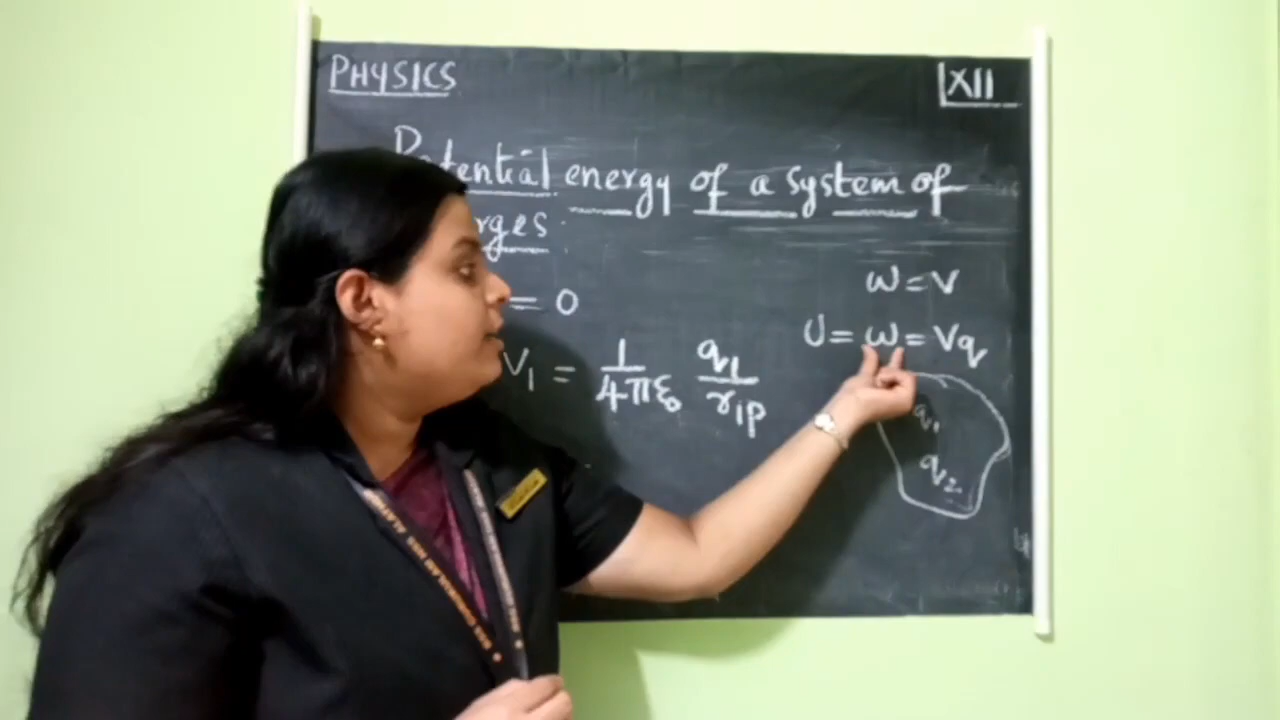 PHYSICS
XII
Potential energy of a system of
rges
= 0
ω = V
U = ω = Vq
V₁ = 1/4πε₀ q₁/r₁p
q₁
q₂